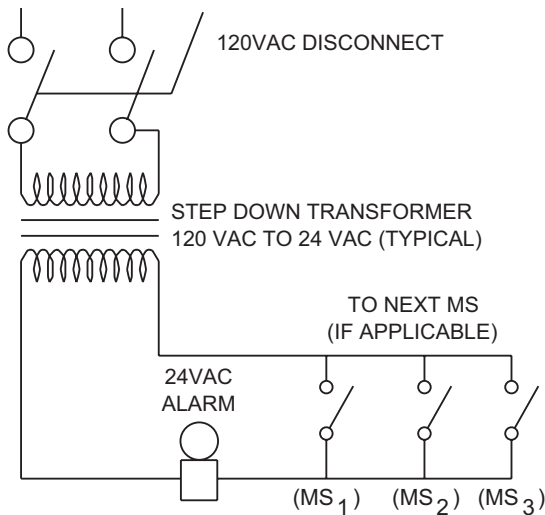 120VAC DISCONNECT
STEP DOWN TRANSFORMER
120 VAC TO 24 VAC (TYPICAL)
TO NEXT MS
(IF APPLICABLE)
24VAC
ALARM
(MS1) (MS2) (MS3)